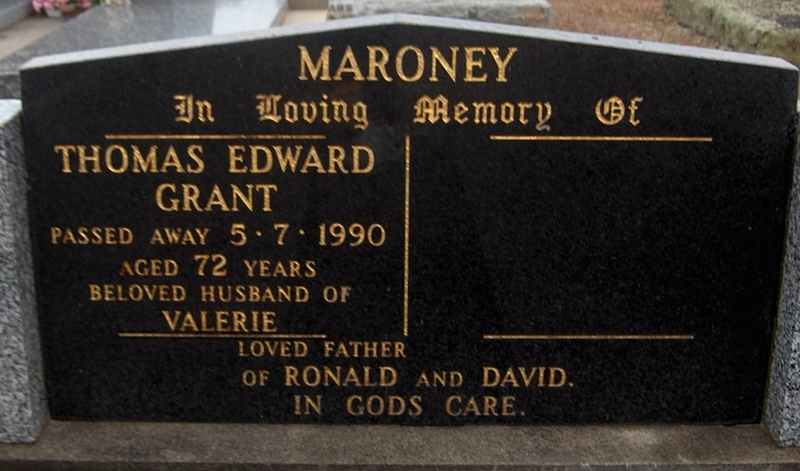 MARONEY
In Loving Memory Of
THOMAS EDWARD
GRANT
PASSED AWAY 5·7·1990
AGED 72 YEARS
BELOVED HUSBAND OF
VALERIE
LOVED FATHER
OF RONALD AND DAVID.
IN GODS CARE.